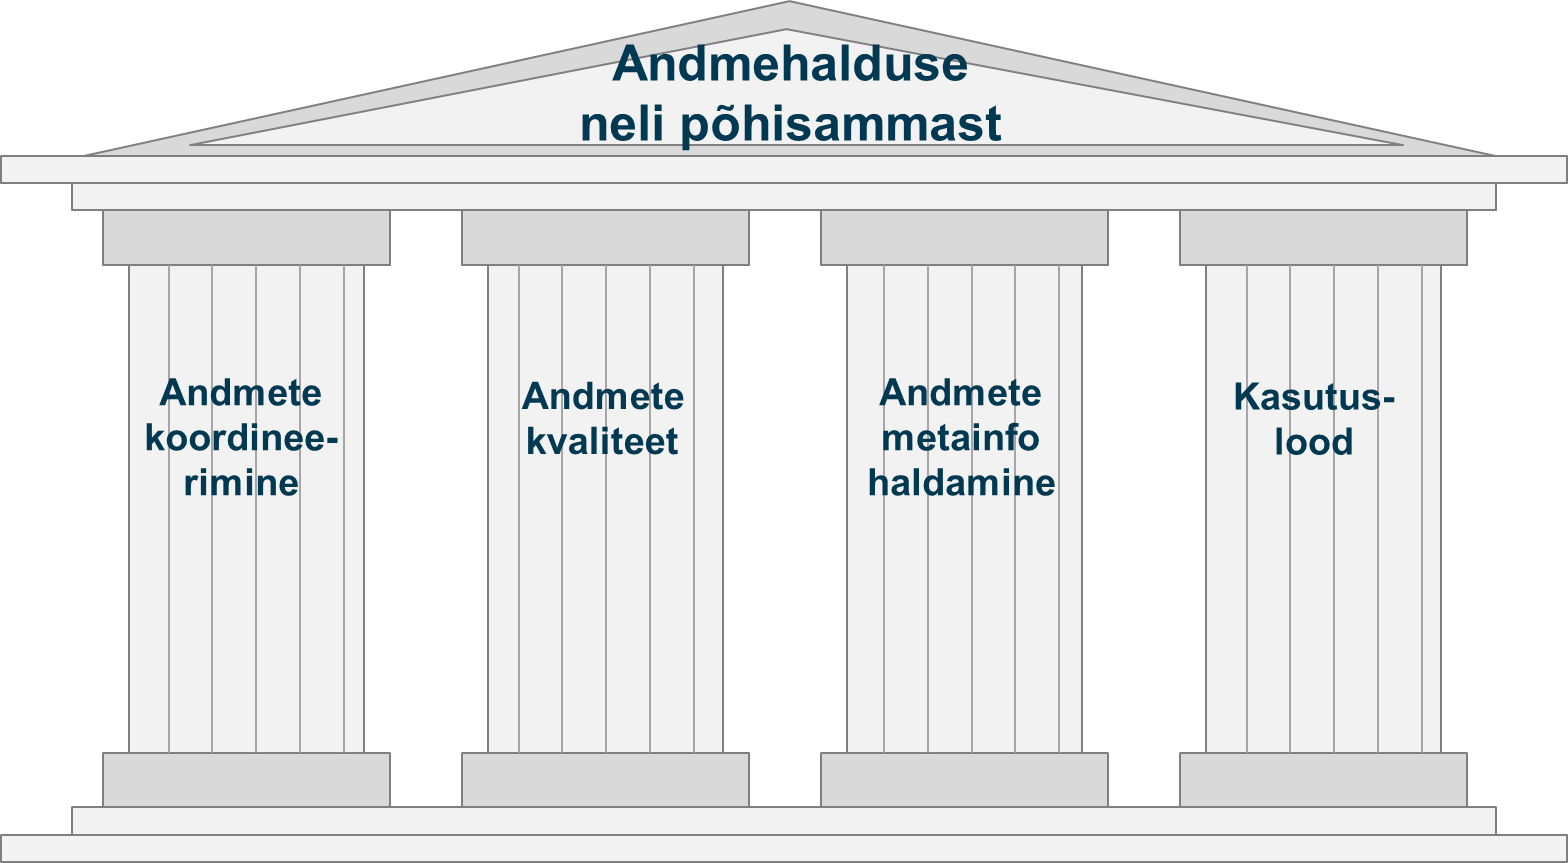 Andmehalduse
neli põhisammast
Andmete
koordinee-
rimine
Andmete
kvaliteet
Andmete
metainfo
haldamine
Kasutus-
lood